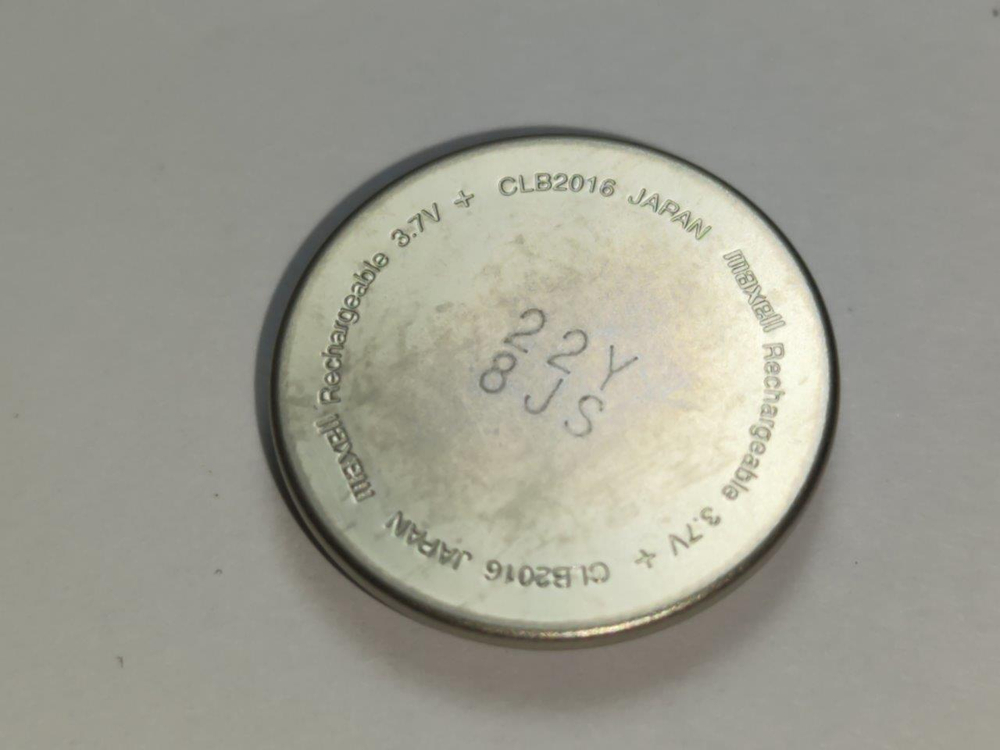 CLB2016 JAPAN
maxell Rechargeable 3.7V +
CLB2016 JAPAN
maxell Rechargeable 3.7V +
22Y
8JS